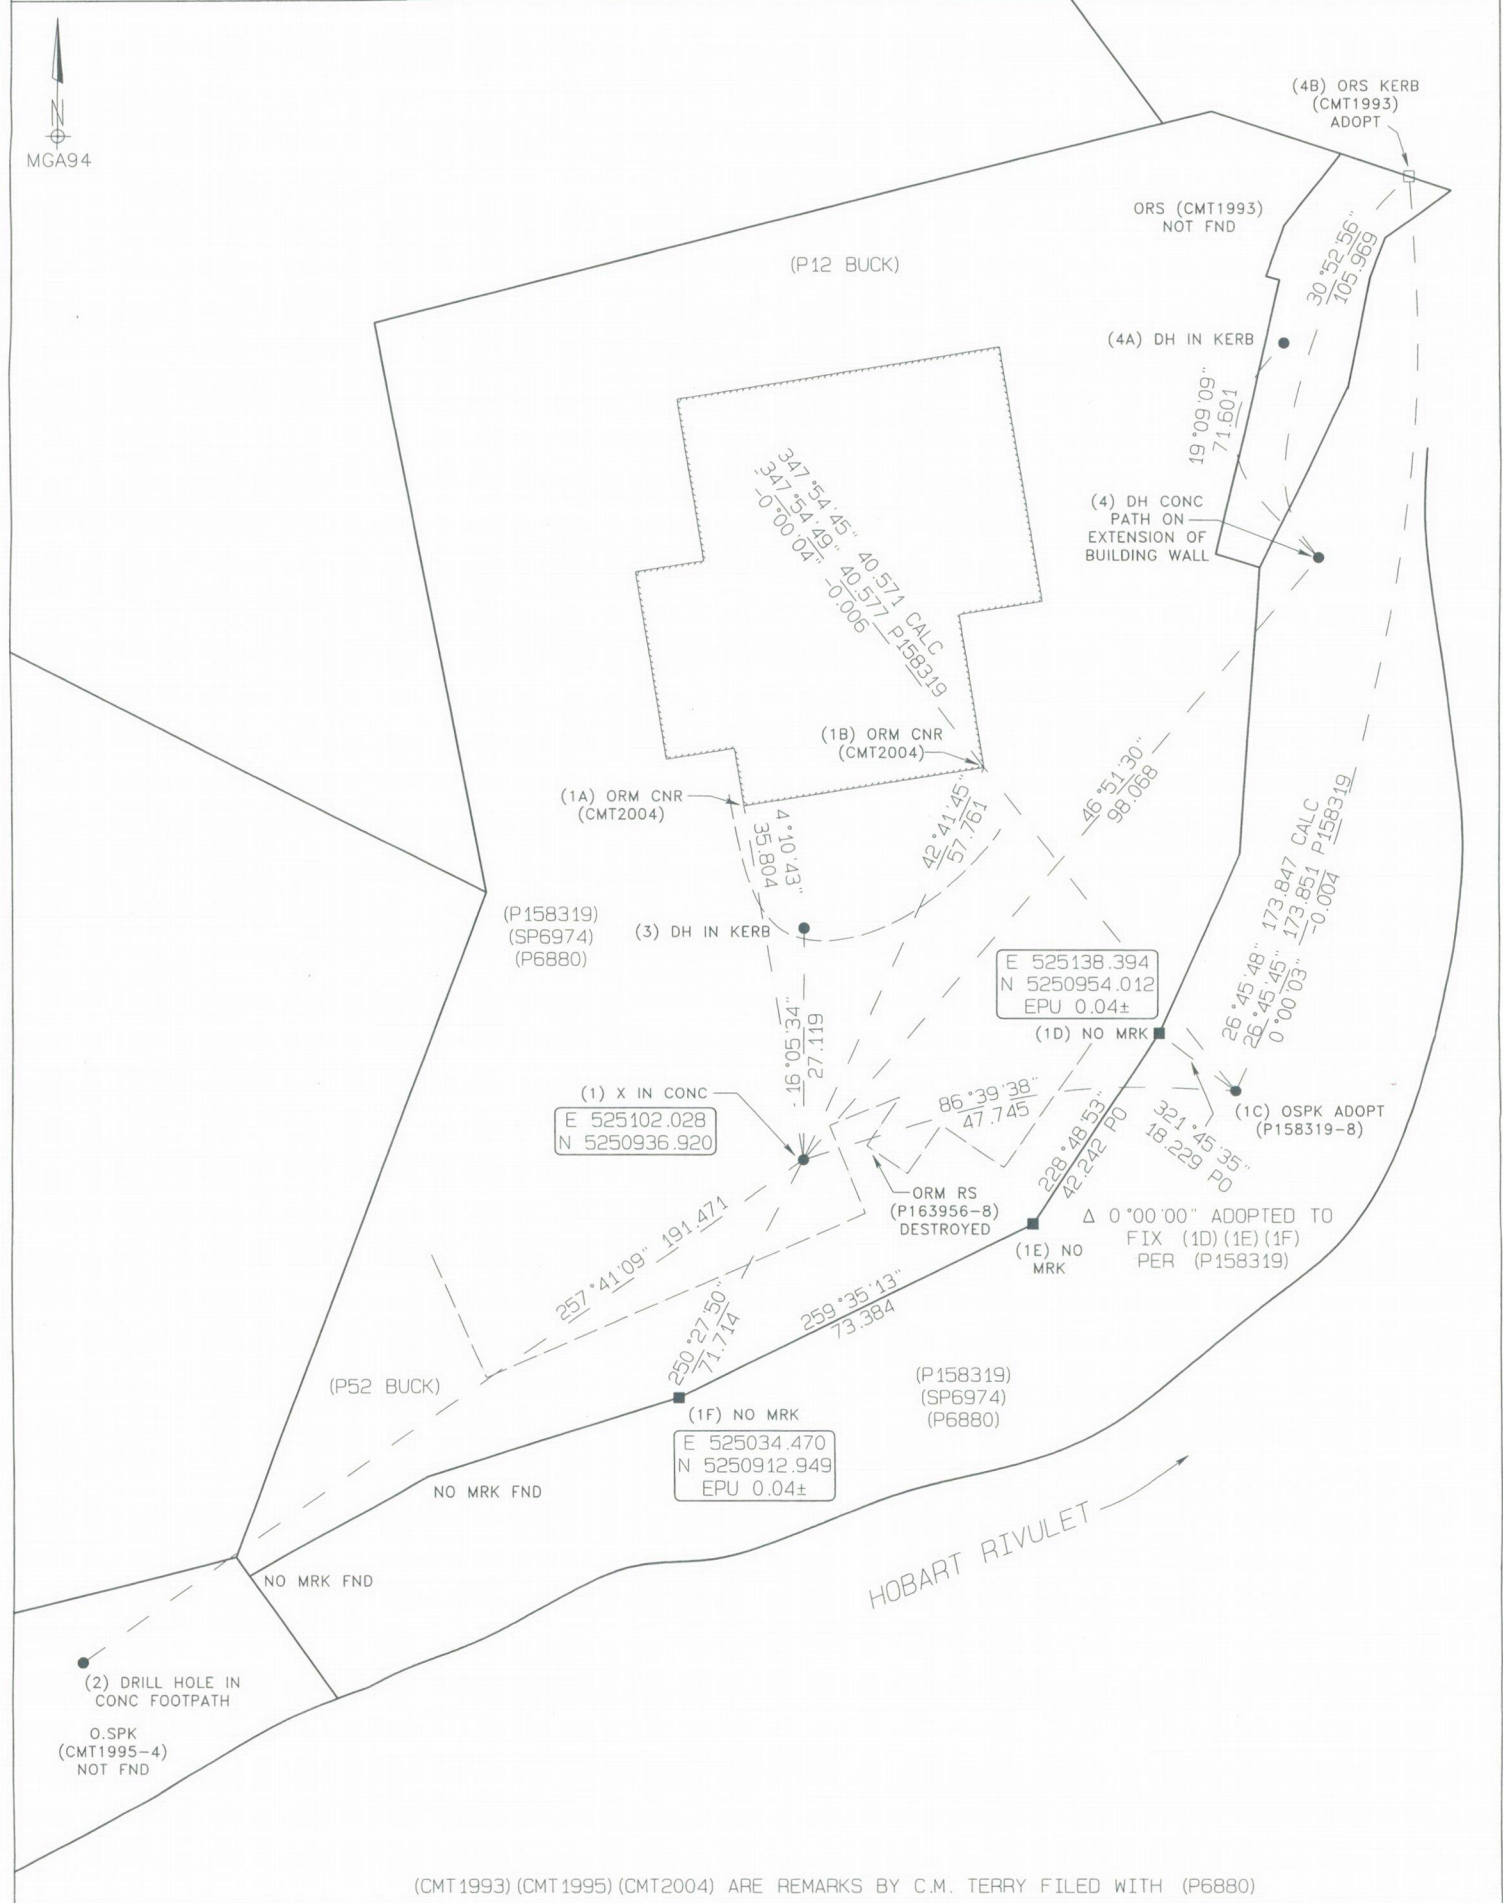 N
MGA94
(4B) ORS KERB
(CMT1993)
ADOPT
ORS (CMT1993)
NOT FND
(P12 BUCK)
30°52'56"
105.969
(4A) DH IN KERB
19°09'09"
71.601
347°54'45" 40.571 CALC
347°54'49" 40.577 P158319
-0°00'04" -0.006
(4) DH CONC
PATH ON
EXTENSION OF
BUILDING WALL
(1B) ORM CNR
(CMT2004)
(1A) ORM CNR
(CMT2004)
4°10'43"
35.804
42°41'45"
57.761
46°51'30"
98.068
26°45'48" 173.847 CALC
26°45'45" 173.851 P158319
0°00'03" -0.004
(P158319)
(SP6974)
(P6880)
(3) DH IN KERB
E 525138.394
N 5250954.012
EPU 0.04±
(1D) NO MRK
16°05'34"
27.119
(1) X IN CONC
E 525102.028
N 5250936.920
86°39'38"
47.745
(1C) OSPK ADOPT
(P158319-8)
321°45'35"
18.229 PO
228°48'53"
42.242 PO
ORM RS
(P163956-8)
DESTROYED
Δ 0°00'00" ADOPTED TO
FIX (1D)(1E)(1F)
PER (P158319)
(1E) NO
MRK
257°41'09" 191.471
250°27'50"
71.714
259°35'13"
73.384
(P52 BUCK)
(P158319)
(SP6974)
(P6880)
(1F) NO MRK
E 525034.470
N 5250912.949
EPU 0.04±
NO MRK FND
HOBART RIVULET
NO MRK FND
(2) DRILL HOLE IN
CONC FOOTPATH
O.SPK
(CMT1995-4)
NOT FND
(CMT1993)(CMT1995)(CMT2004) ARE REMARKS BY C.M. TERRY FILED WITH (P6880)